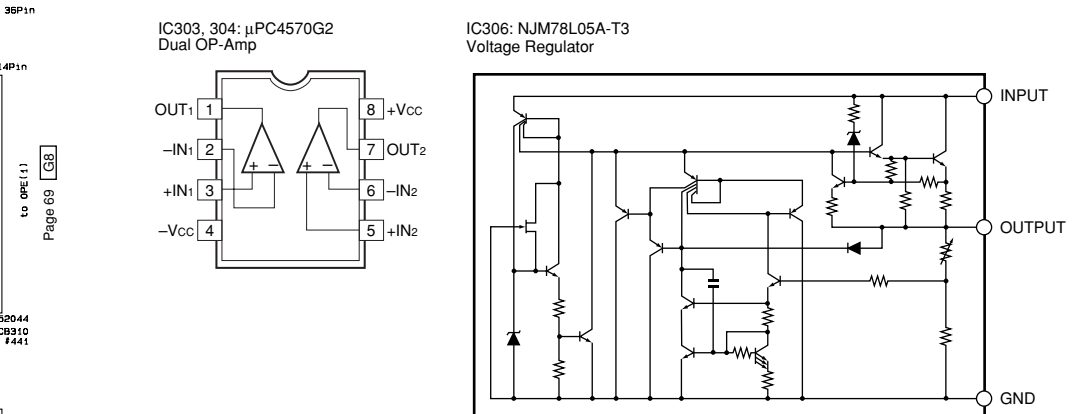 36Pin
4Pin
to OPE(1)
Page 69 G8
52044
CB310
#441
IC303, 304: µPC4570G2
Dual OP-Amp
OUT1 1
–IN1 2
+IN1 3
–VCC 4
8 +VCC
7 OUT2
6 –IN2
5 +IN2
+ –
+ –
IC306: NJM78L05A-T3
Voltage Regulator
INPUT
OUTPUT
GND